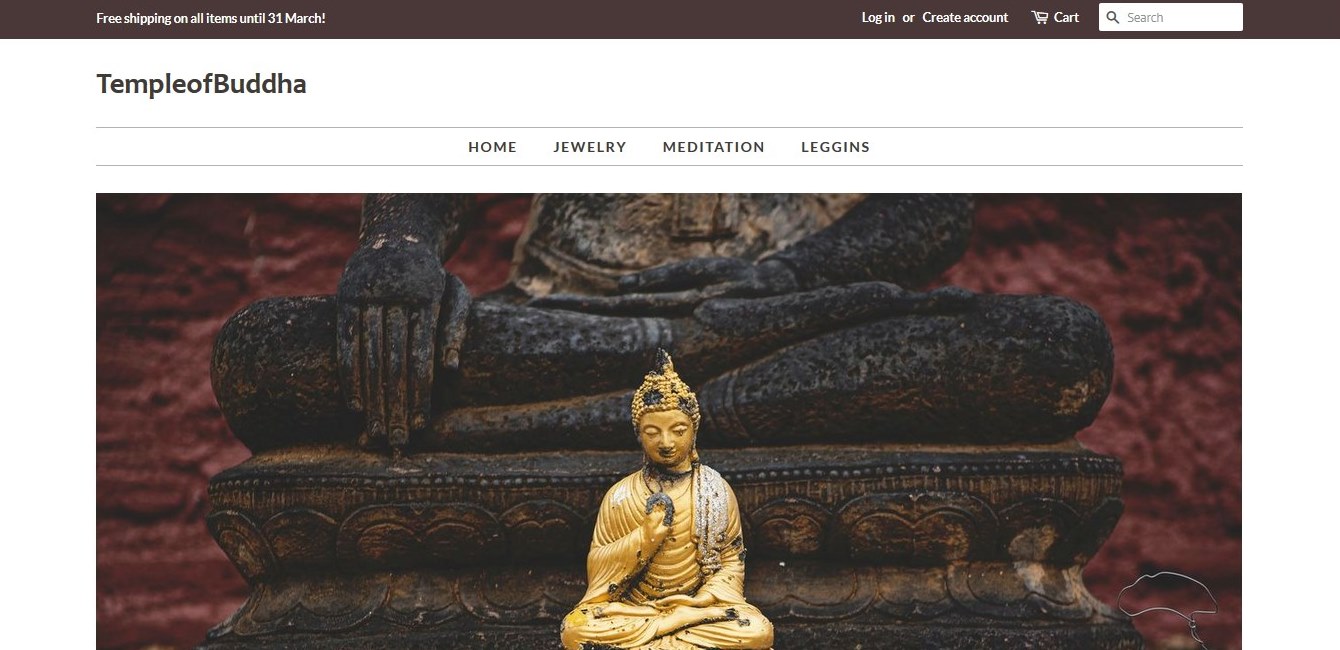 Free shipping on all items until 31 March!
Log in or Create account Cart Search
TempleofBuddha
HOME JEWELRY MEDITATION LEGGINS